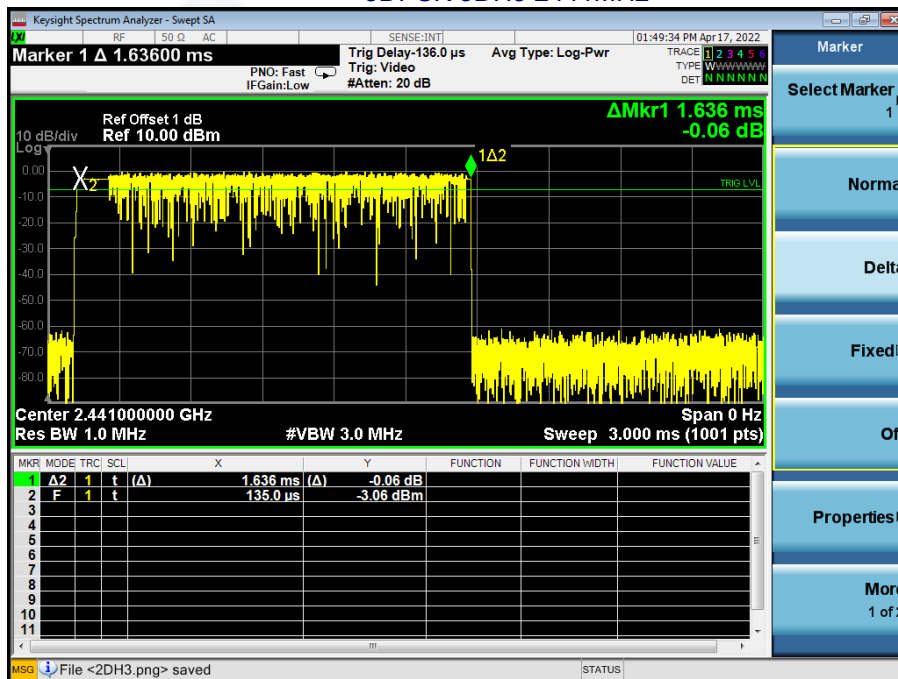 Keysight Spectrum Analyzer - Swept SA
LXI RF 50 Ω AC SENSE:INT 01:49:34 PM Apr 17, 2022
Marker 1 Δ 1.63600 ms
Trig Delay-136.0 µs Avg Type: Log-Pwr TRACE 1 2 3 4 5 6
PNO: Fast Trig: Video TYPE WWWWWWW
IFGain:Low #Atten: 20 dB DET N N N N N N
Marker
Select Marker
1
Ref Offset 1 dB ΔMkr1 1.636 ms
10 dB/div Ref 10.00 dBm -0.06 dB
Log
1Δ2
0.00
X2
TRIG LVL
-10.0
-20.0
-30.0
-40.0
-50.0
-60.0
-70.0
-80.0
Center 2.441000000 GHz Span 0 Hz
Res BW 1.0 MHz #VBW 3.0 MHz Sweep 3.000 ms (1001 pts)
MKR MODE TRC SCL X Y FUNCTION FUNCTION WIDTH FUNCTION VALUE
1 Δ2 1 t (Δ) 1.636 ms (Δ) -0.06 dB
2 F 1 t 135.0 µs -3.06 dBm
3
4
5
6
7
8
9
10
11
Norma
Delta
Fixed
Of
Properties
More
1 of 2
MSG File <2DH3.png> saved STATUS